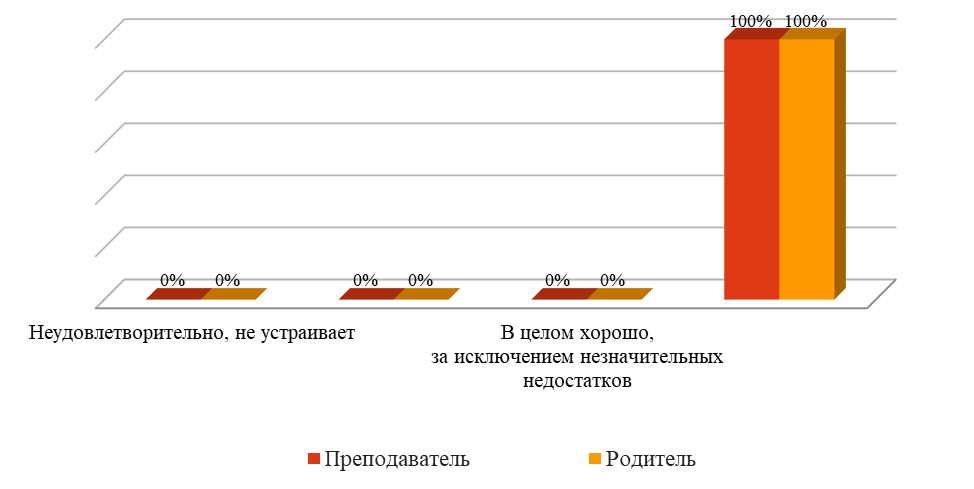 100% 100%
0% 0% 0% 0% 0% 0%
Неудовлетворительно, не устраивает
В целом хорошо,
за исключением незначительных
недостатков
Преподаватель Родитель